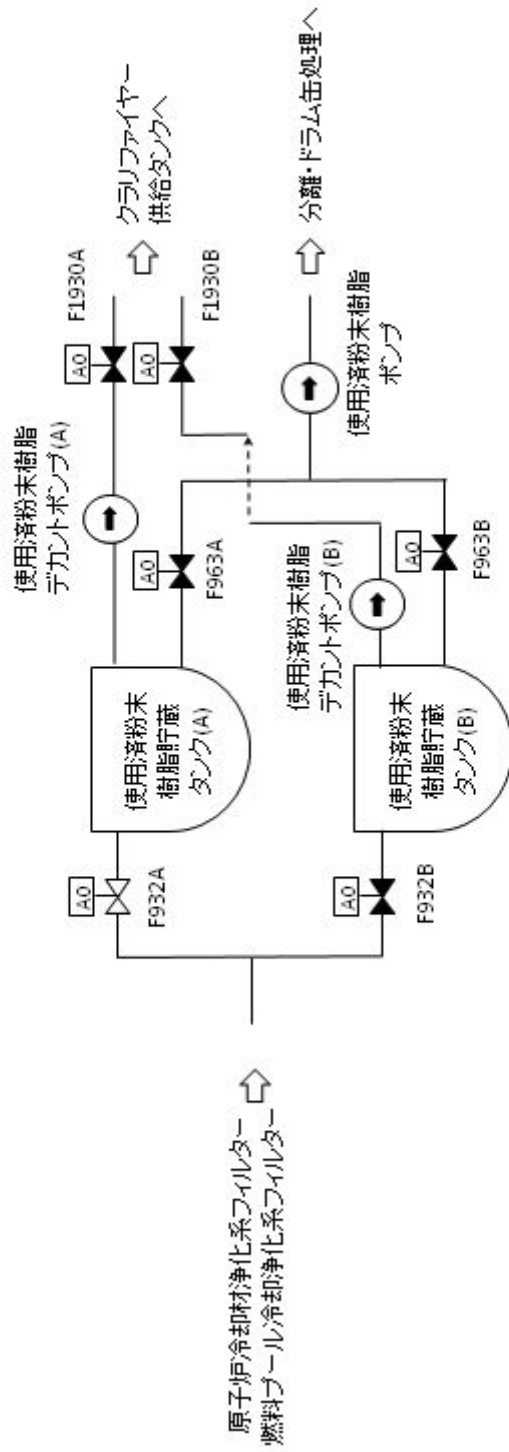 原子炉冷却材浄化系フィルター
燃料プール冷却浄化系フィルター
A0
F932A
A0
F932B
使用済粉末
樹脂貯蔵
タンク(A)
使用済粉末
樹脂貯蔵
タンク(B)
使用済粉末樹脂
デカントポンプ(A)
A0
F963A
使用済粉末樹脂
デカントポンプ(B)
A0
F963B
A0
F1930A
A0
F1930B
クラリファイヤー
供給タンクへ
使用済粉末樹脂
ポンプ
分離・ドラム缶処理へ